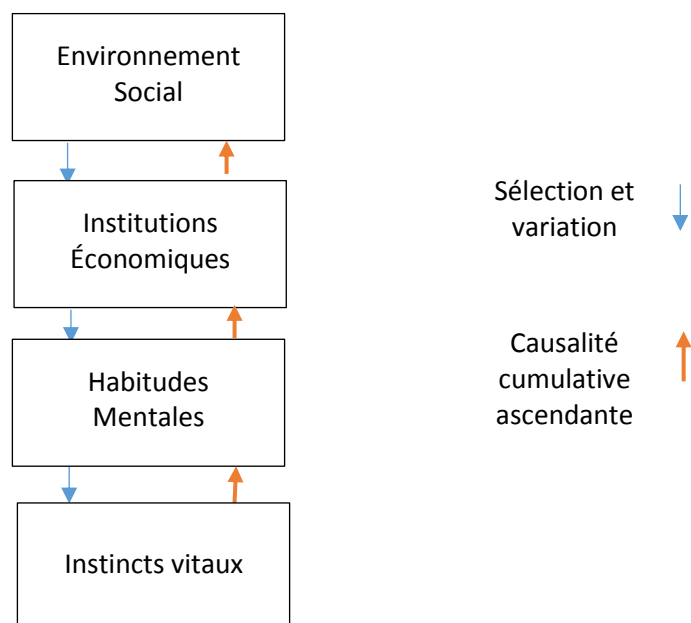 Environnement
Social
Institutions
Économiques
Habitudes
Mentales
Instincts vitaux
Sélection et
variation
Causalité
cumulative
ascendante